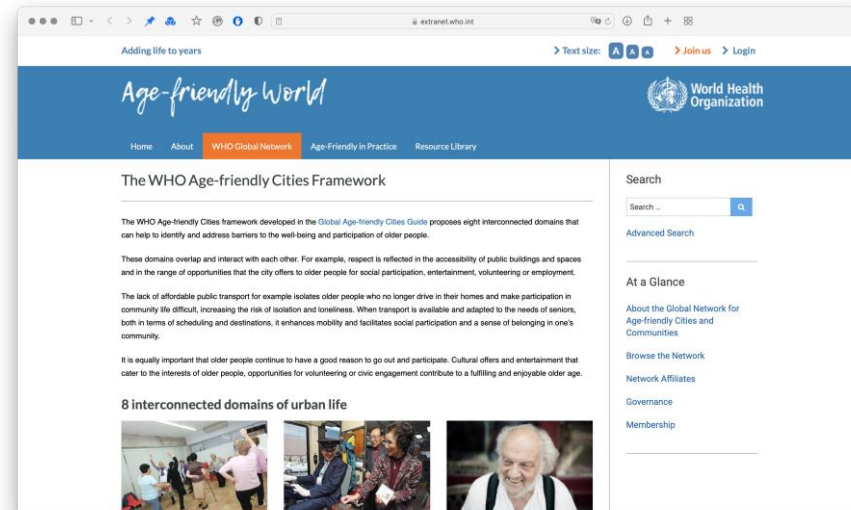 extranet.who.int
Adding life to years
Text size: A A A
Join us
Login
Age-friendly World
World Health
Organization
Home About WHO Global Network Age-Friendly in Practice Resource Library
The WHO Age-friendly Cities Framework
The WHO Age-friendly Cities framework developed in the Global Age-friendly Cities Guide proposes eight interconnected domains that
can help to identify and address barriers to the well-being and participation of older people.
These domains overlap and interact with each other. For example, respect is reflected in the accessibility of public buildings and spaces
and in the range of opportunities that the city offers to older people for social participation, entertainment, volunteering or employment.
The lack of affordable public transport for example isolates older people who no longer drive in their homes and make participation in
community life difficult, increasing the risk of isolation and loneliness. When transport is available and adapted to the needs of seniors,
both in terms of scheduling and destinations, it enhances mobility and facilitates social participation and a sense of belonging in one's
community.
It is equally important that older people continue to have a good reason to go out and participate. Cultural offers and entertainment that
cater to the interests of older people, opportunities for volunteering or civic engagement contribute to a fulfilling and enjoyable older age.
8 interconnected domains of urban life
Search
Search ...
Advanced Search
At a Glance
About the Global Network for
Age-friendly Cities and
Communities
Browse the Network
Network Affiliates
Governance
Membership